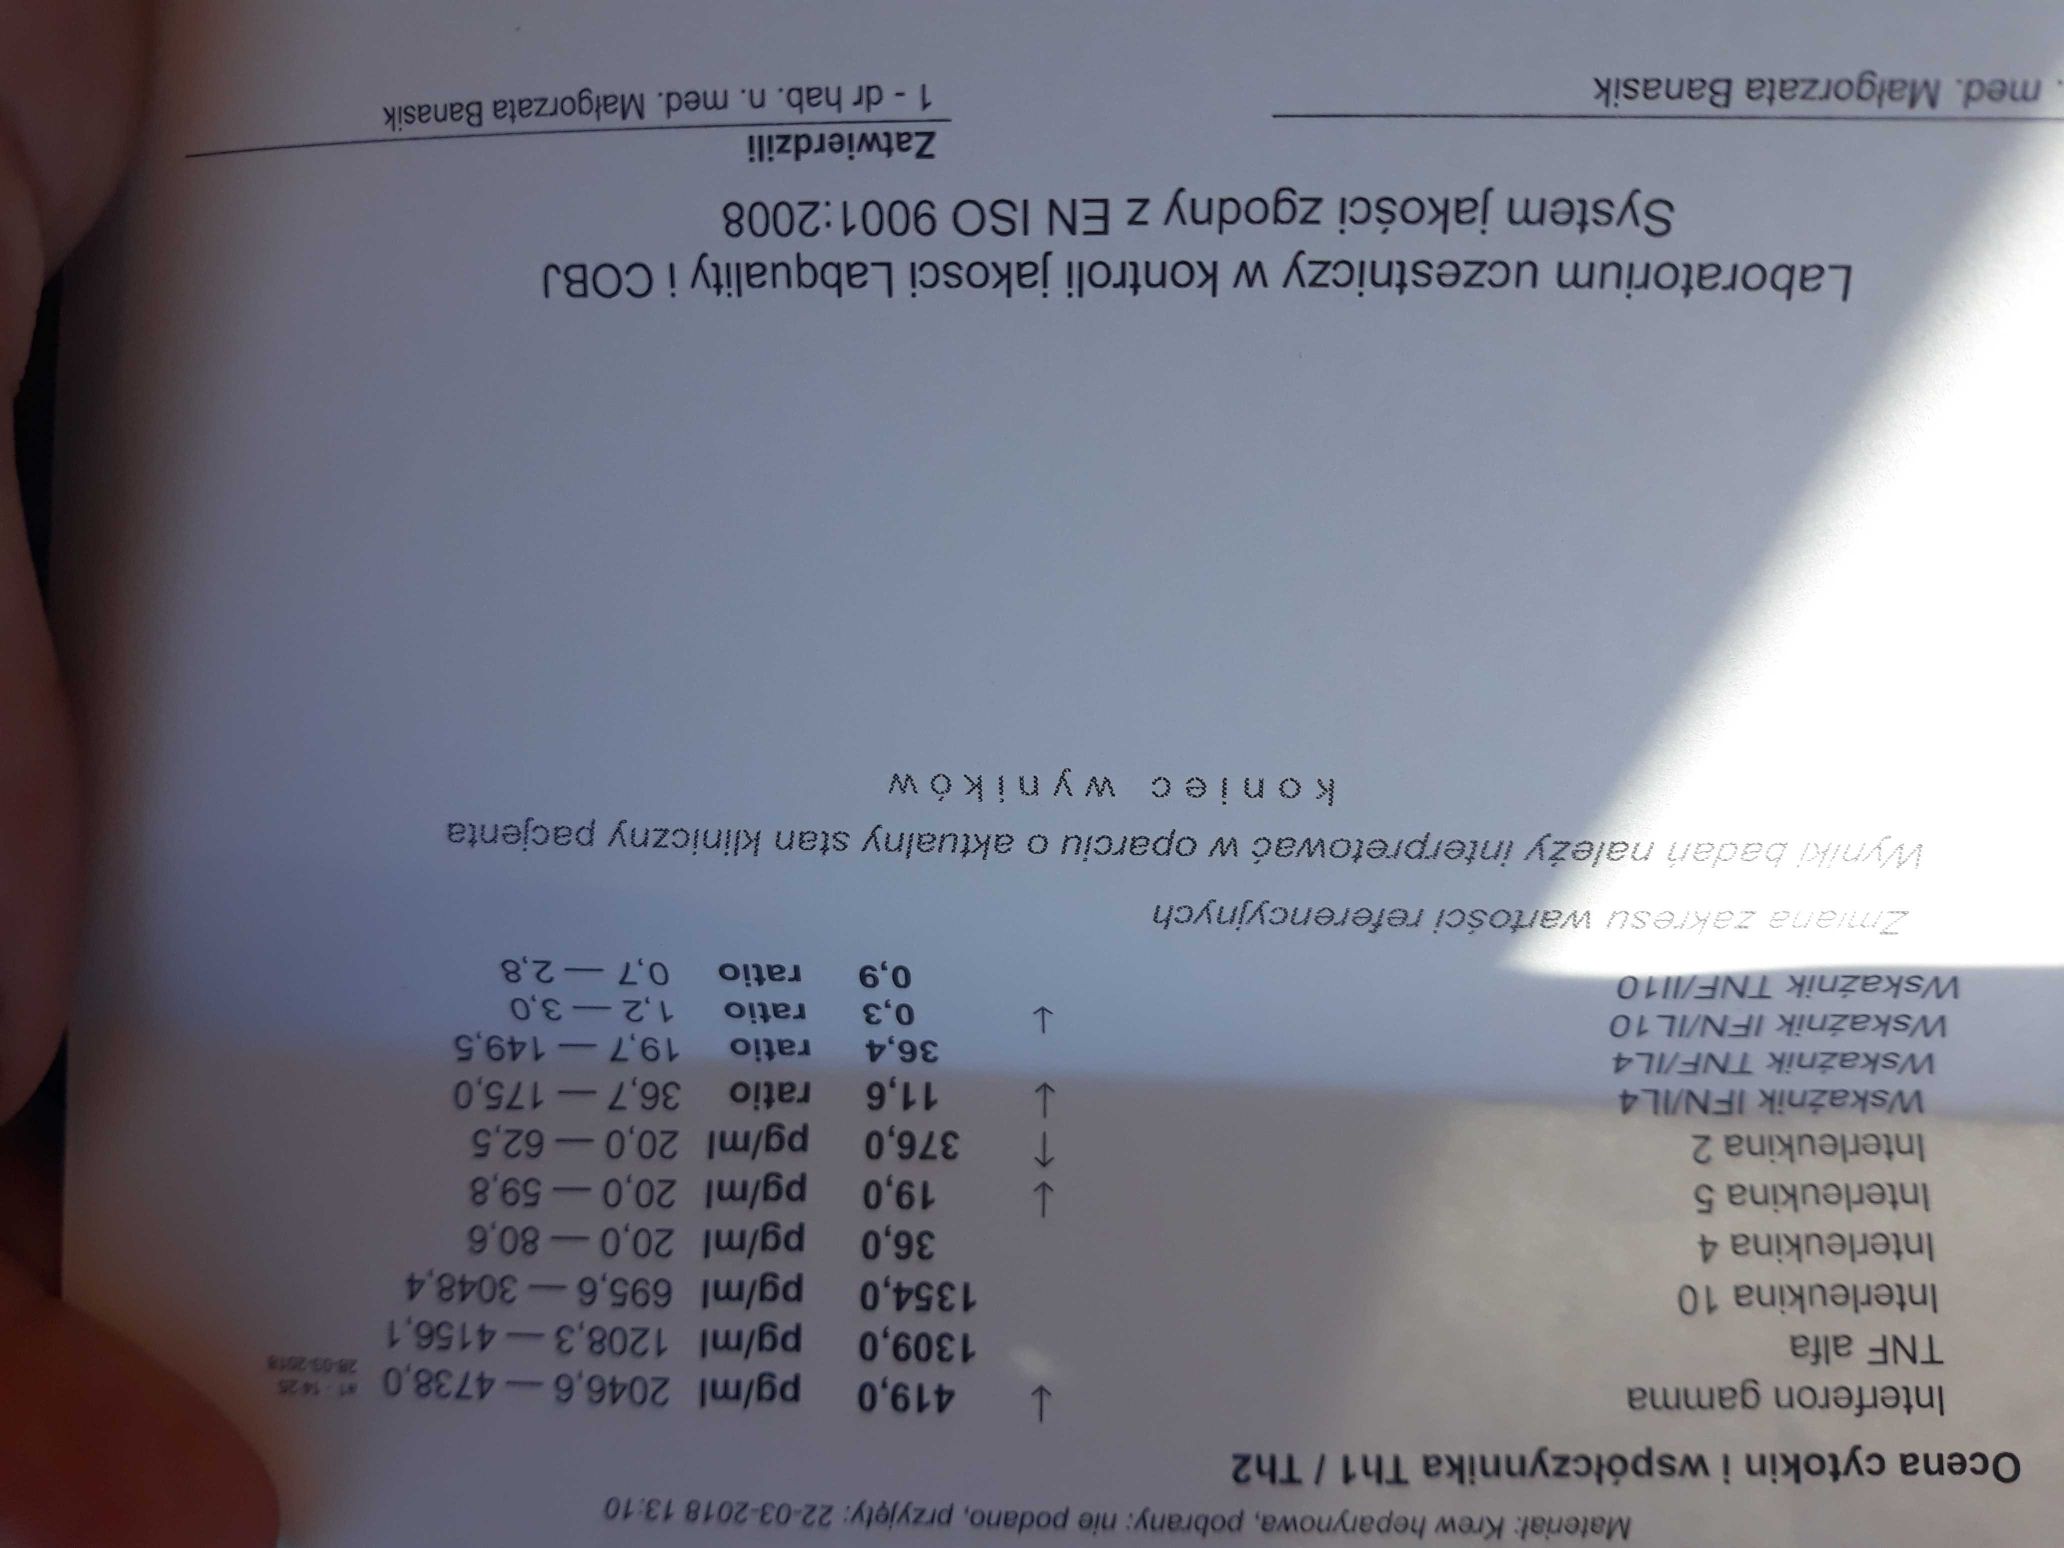 Materiał: Krew heparynowa, pobrany: nie podano, przyjęty: 22-03-2018 13:10
Ocena cytokin i współczynnika Th1 / Th2
Interferon gamma ↓ 419,0 pg/ml 2046,6 — 4738,0 14:25
28-03-2018
TNF alfa 1309,0 pg/ml 1208,3 — 4156,1
Interleukina 10 1354,0 pg/ml 695,6 — 3048,4
Interleukina 4 36,0 pg/ml 20,0 — 80,6
Interleukina 5 ↓ 19,0 pg/ml 20,0 — 59,8
Interleukina 2 ↑ 376,0 pg/ml 20,0 — 62,5
Wskaźnik IFN/IL4 ↓ 11,6 ratio 36,7 — 175,0
Wskaźnik TNF/IL4 36,4 ratio 19,7 — 149,5
Wskaźnik IFN/IL10 ↓ 0,3 ratio 1,2 — 3,0
Wskaźnik TNF/Il10 0,9 ratio 0,7 — 2,8
Zmiana zakresu wartości referencyjnych
Wyniki badań należy interpretować w oparciu o aktualny stan kliniczny pacjenta
koniec wyników
Laboratorium uczestniczy w kontroli jakosci Labquality i COBJ
System jakości zgodny z EN ISO 9001:2008
Zatwierdzili
. med. Małgorzata Banasik
1 - dr hab. n. med. Małgorzata Banasik